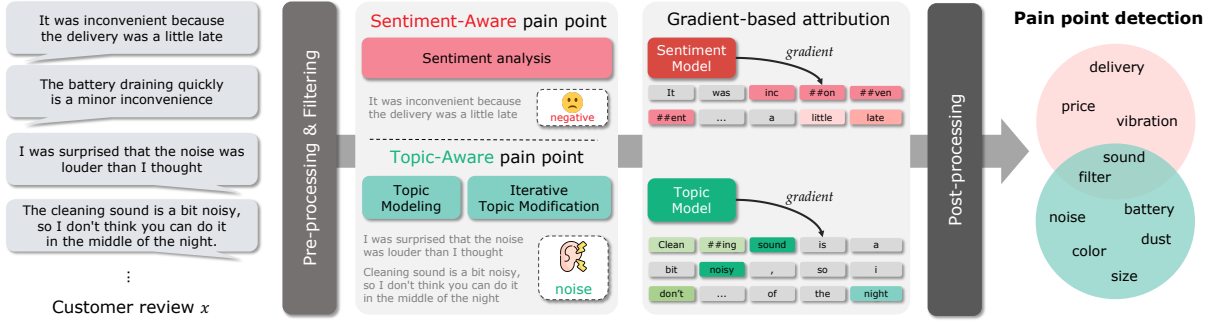 It was inconvenient because
the delivery was a little late
The battery draining quickly
is a minor inconvenience
I was surprised that the noise was
louder than I thought
The cleaning sound is a bit noisy,
so I don't think you can do it
in the middle of the night.
⋮
Customer review x
Pre-processing & Filtering
Sentiment-Aware pain point
Sentiment analysis
It was inconvenient because
the delivery was a little late
negative
Topic-Aware pain point
Topic
Modeling
Iterative
Topic Modification
I was surprised that the noise
was louder than I thought
Cleaning sound is a bit noisy,
so I don't think you can do it
in the middle of the night
noise
Gradient-based attribution
Sentiment
Model
gradient
It was inc ##on ##ven
##ent ... a little late
Topic
Model
gradient
Clean ##ing sound is a
bit noisy , so i
don't ... of the night
Post-processing
Pain point detection
delivery
price
vibration
sound
filter
noise
battery
color
dust
size